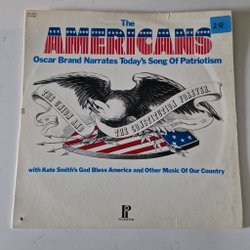 The
AMERICANS
Oscar Brand Narrates Today's Song Of Patriotism
THE UNION AND THE CONSTITUTION FOREVER
with Kate Smith's God Bless America and Other Music Of Our Country
P
PICKWICK